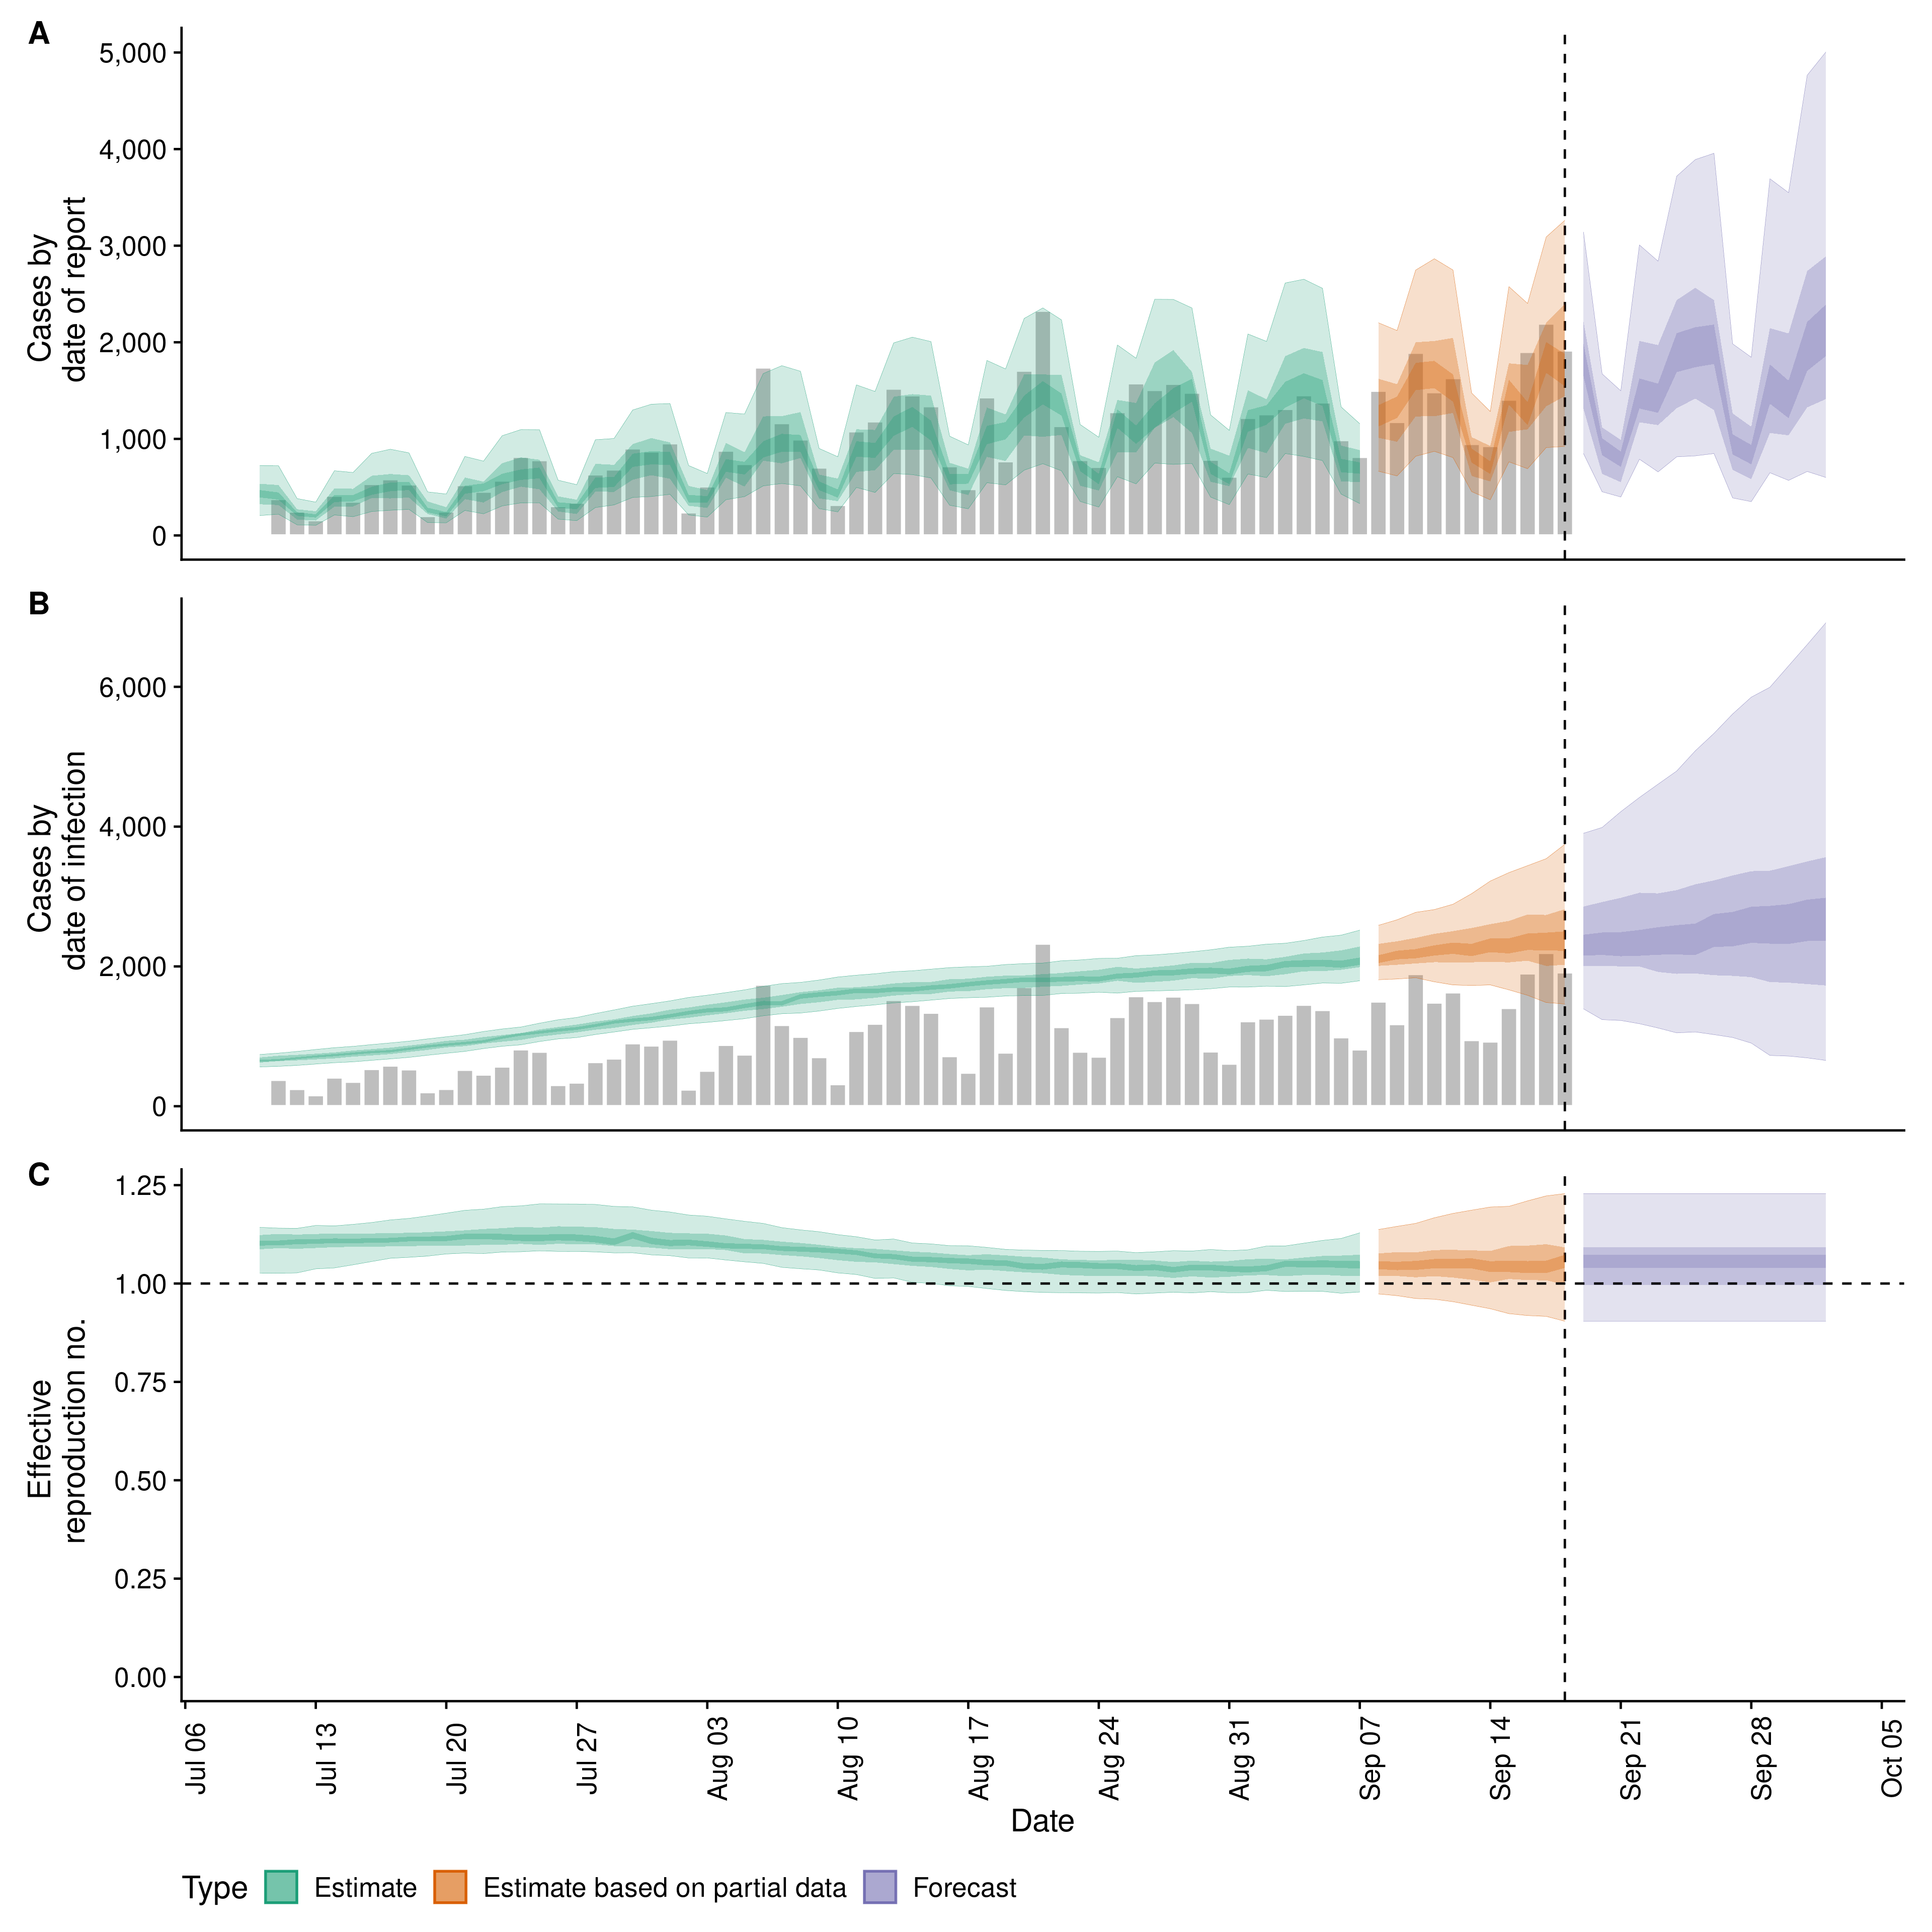 A
5,000
4,000
3,000
2,000
1,000
0
Cases by
date of report
B
6,000
4,000
2,000
0
Cases by
date of infection
C
1.25
1.00
0.75
0.50
0.25
0.00
Effective
reproduction no.
Jul 06
Jul 13
Jul 20
Jul 27
Aug 03
Aug 10
Aug 17
Aug 24
Aug 31
Sep 07
Sep 14
Sep 21
Sep 28
Oct 05
Date
Type Estimate Estimate based on partial data Forecast